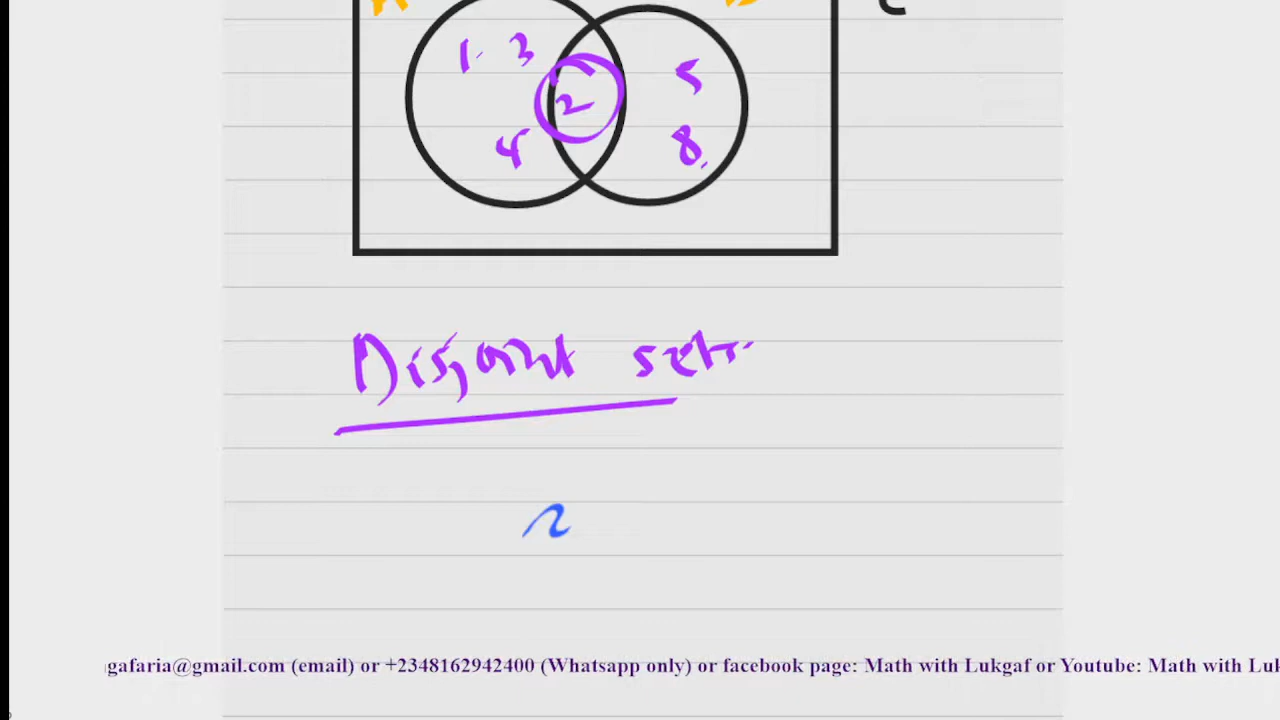 1 3
2 5
4 8
Disjoint sets
n
gafaria@gmail.com (email) or +2348162942400 (Whatsapp only) or facebook page: Math with Lukgaf or Youtube: Math with Luk